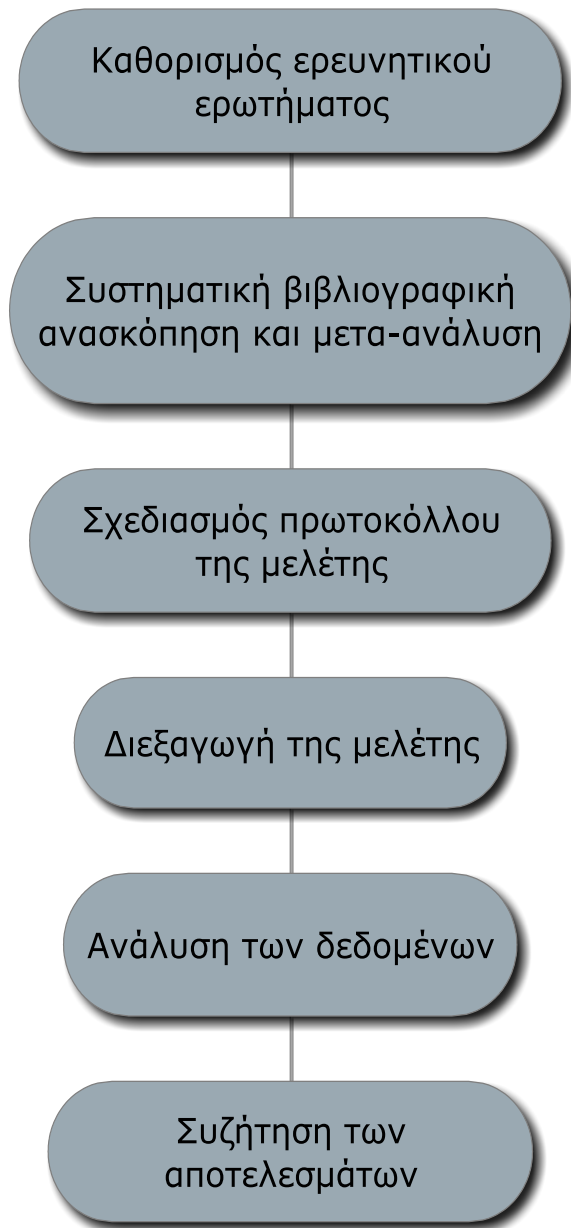 Καθορισμός ερευνητικού
ερωτήματος
Συστηματική βιβλιογραφική
ανασκόπηση και μετα-ανάλυση
Σχεδιασμός πρωτοκόλλου
της μελέτης
Διεξαγωγή της μελέτης
Ανάλυση των δεδομένων
Συζήτηση των
αποτελεσμάτων